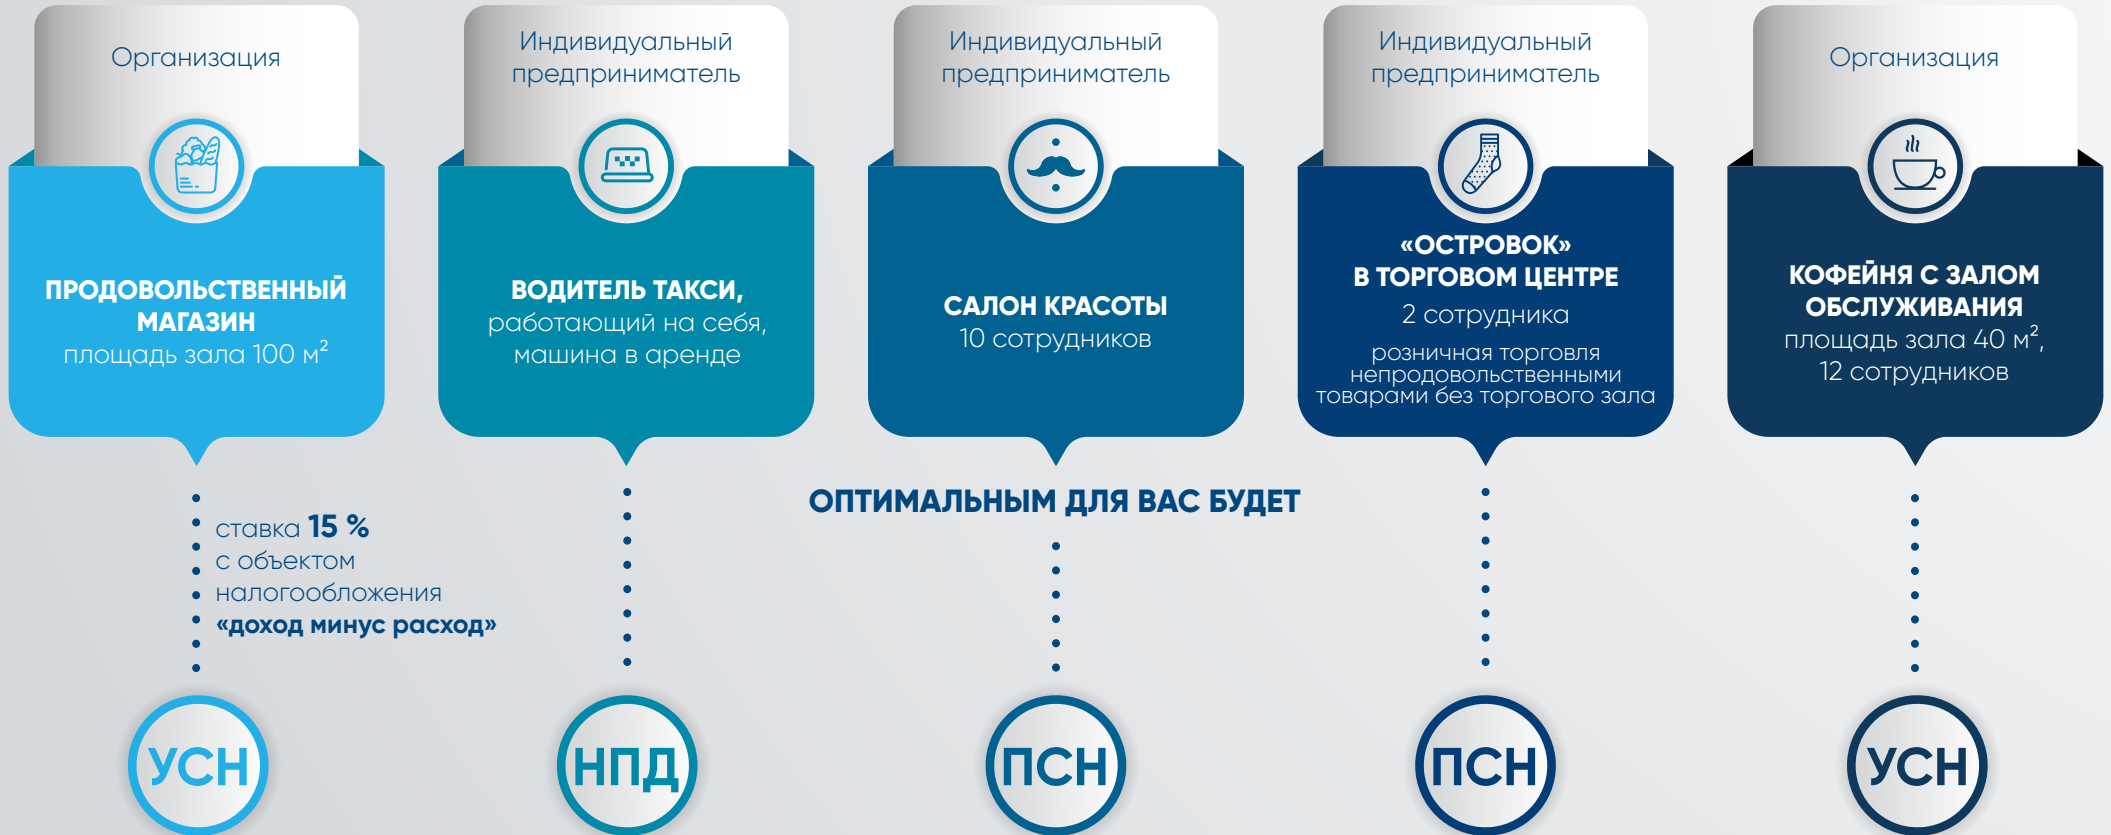 Организация
ПРОДОВОЛЬСТВЕННЫЙ
МАГАЗИН
площадь зала 100 м²
Индивидуальный
предприниматель
ВОДИТЕЛЬ ТАКСИ,
работающий на себя,
машина в аренде
Индивидуальный
предприниматель
САЛОН КРАСОТЫ
10 сотрудников
Индивидуальный
предприниматель
«ОСТРОВОК»
В ТОРГОВОМ ЦЕНТРЕ
2 сотрудника
розничная торговля
непродовольственными
товарами без торгового зала
Организация
КОФЕЙНЯ С ЗАЛОМ
ОБСЛУЖИВАНИЯ
площадь зала 40 м²,
12 сотрудников
ОПТИМАЛЬНЫМ ДЛЯ ВАС БУДЕТ
ставка 15 %
с объектом
налогообложения
«доход минус расход»
УСН
НПД
ПСН
ПСН
УСН